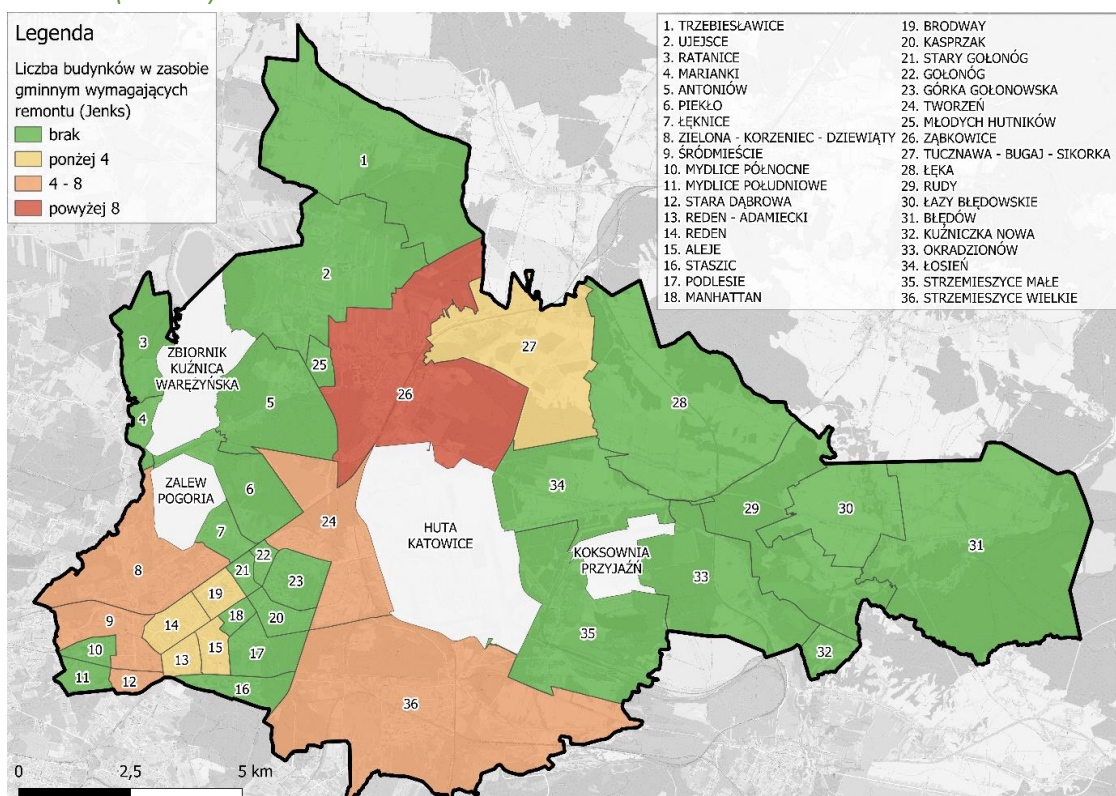 Legenda
Liczba budynków w zasobie
gminnym wymagających
remontu (Jenks)
brak
ponżej 4
4 - 8
powyżej 8
1. TRZEBIESŁAWICE
2. UJEJSCE
3. RATANICE
4. MARIANKI
5. ANTONIÓW
6. PIEKŁO
7. ŁĘKNICE
8. ZIELONA - KORZENIEC - DZIEWIĄTY
9. ŚRÓDMIEŚCIE
10. MYDLICE PÓŁNOCNE
11. MYDLICE POŁUDNIOWE
12. STARA DĄBROWA
13. REDEN - ADAMIECKI
14. REDEN
15. ALEJE
16. STASZIC
17. PODLESIE
18. MANHATTAN
19. BRODWAY
20. KASPRZAK
21. STARY GOŁONÓG
22. GOŁONÓG
23. GÓRKA GOŁONOWSKA
24. TWORZEŃ
25. MŁODYCH HUTNIKÓW
26. ZĄBKOWICE
27. TUCZNAWA - BUGAJ - SIKORKA
28. ŁĘKA
29. RUDY
30. ŁAZY BŁĘDOWSKIE
31. BŁĘDÓW
32. KUŹNICZKA NOWA
33. OKRADZIONÓW
34. ŁOSIEŃ
35. STRZEMIESZYCE MAŁE
36. STRZEMIESZYCE WIELKIE
1
2
3
ZBIORNIK
KUŹNICA
WARĘZYŃSKA
25
27
26
4
5
28
6
ZALEW
POGORIA
34
24
7
HUTA
KATOWICE
KOKSOWNIA
PRZYJAŹŃ
29
30
31
8
22
21
23
33
19
18
20
9
14
10
15
17
13
35
32
11
12
16
36
0
2,5
5 km